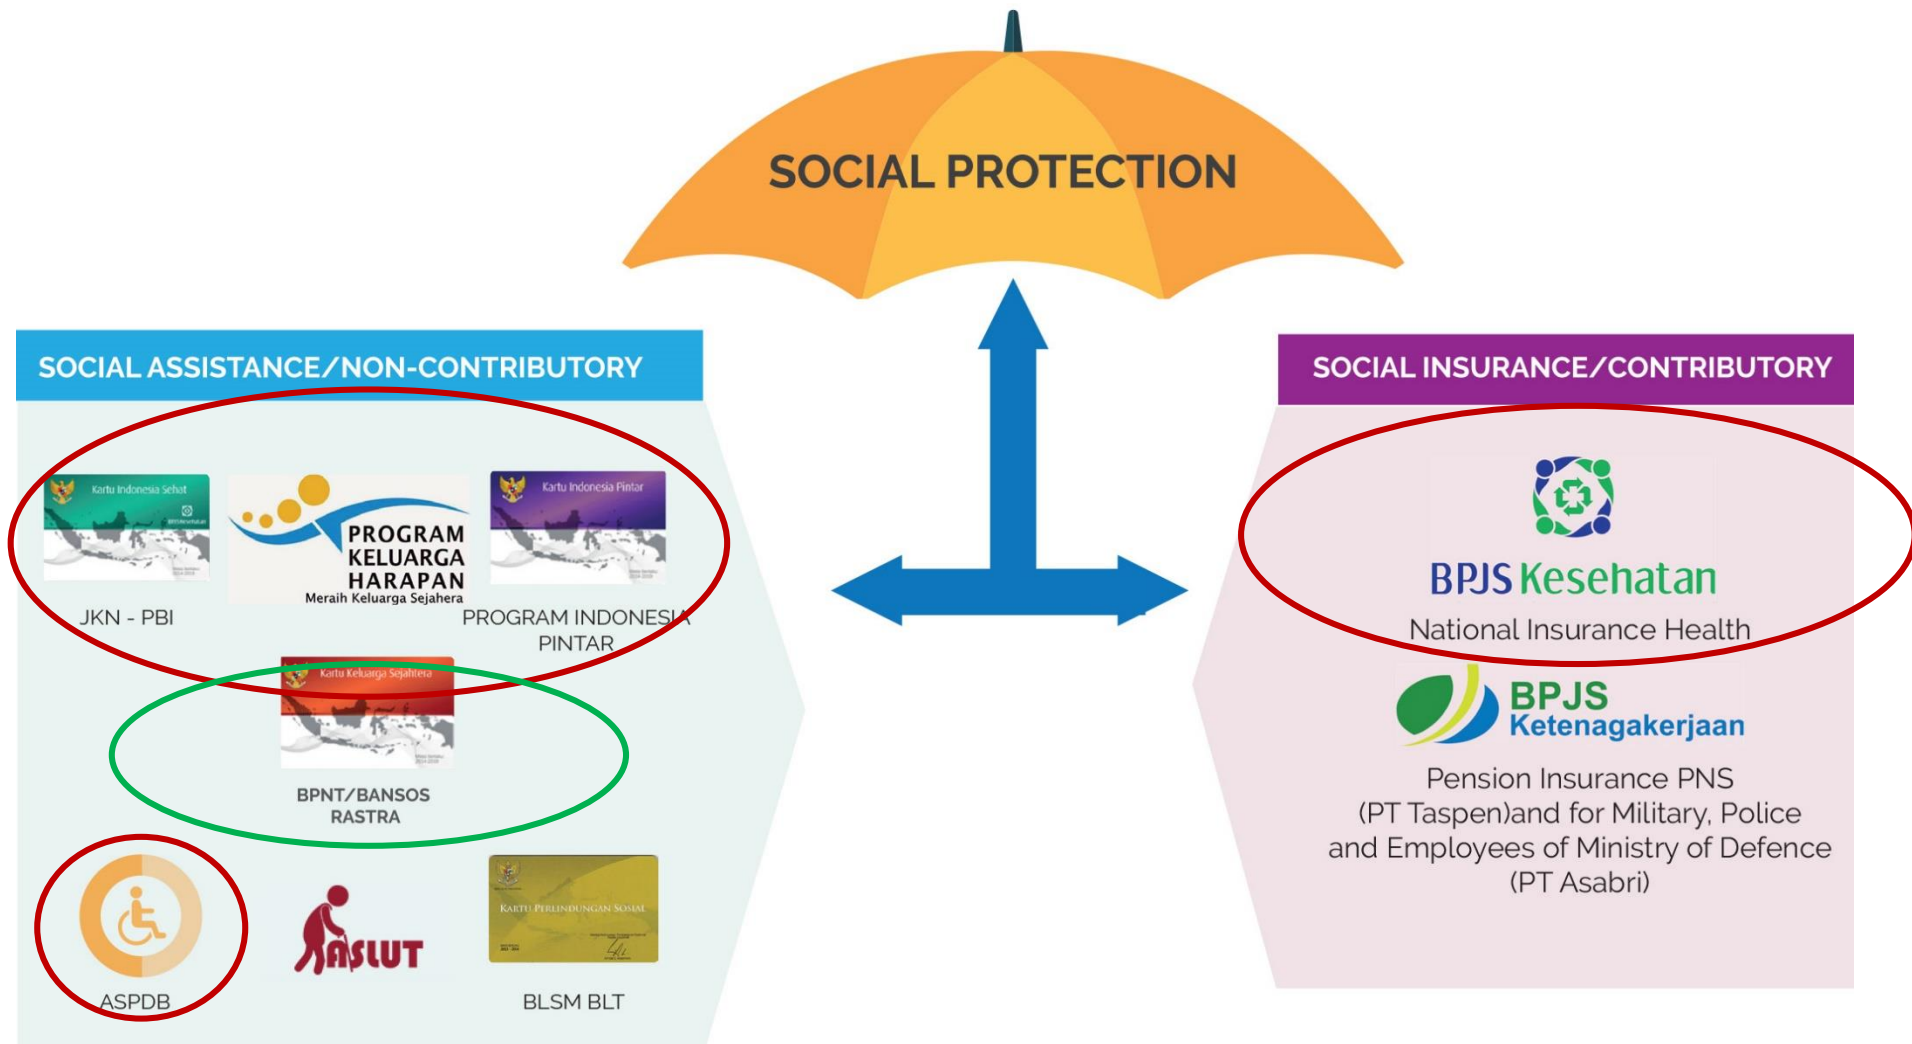 SOCIAL PROTECTION
SOCIAL ASSISTANCE/NON-CONTRIBUTORY
Kartu Indonesia Sehat
BPJS Kesehatan
JKN - PBI
PROGRAM
KELUARGA
HARAPAN
Meraih Keluarga Sejahera
Kartu Indonesia Pintar
PROGRAM INDONESIA
PINTAR
Kartu Keluarga Sejahtera
BPNT/BANSOS
RASTRA
ASPDB
ASLUT
KARTU PERLINDUNGAN SOSIAL
BLSM BLT
SOCIAL INSURANCE/CONTRIBUTORY
BPJS Kesehatan
National Insurance Health
BPJS
Ketenagakerjaan
Pension Insurance PNS
(PT Taspen)and for Military, Police
and Employees of Ministry of Defence
(PT Asabri)